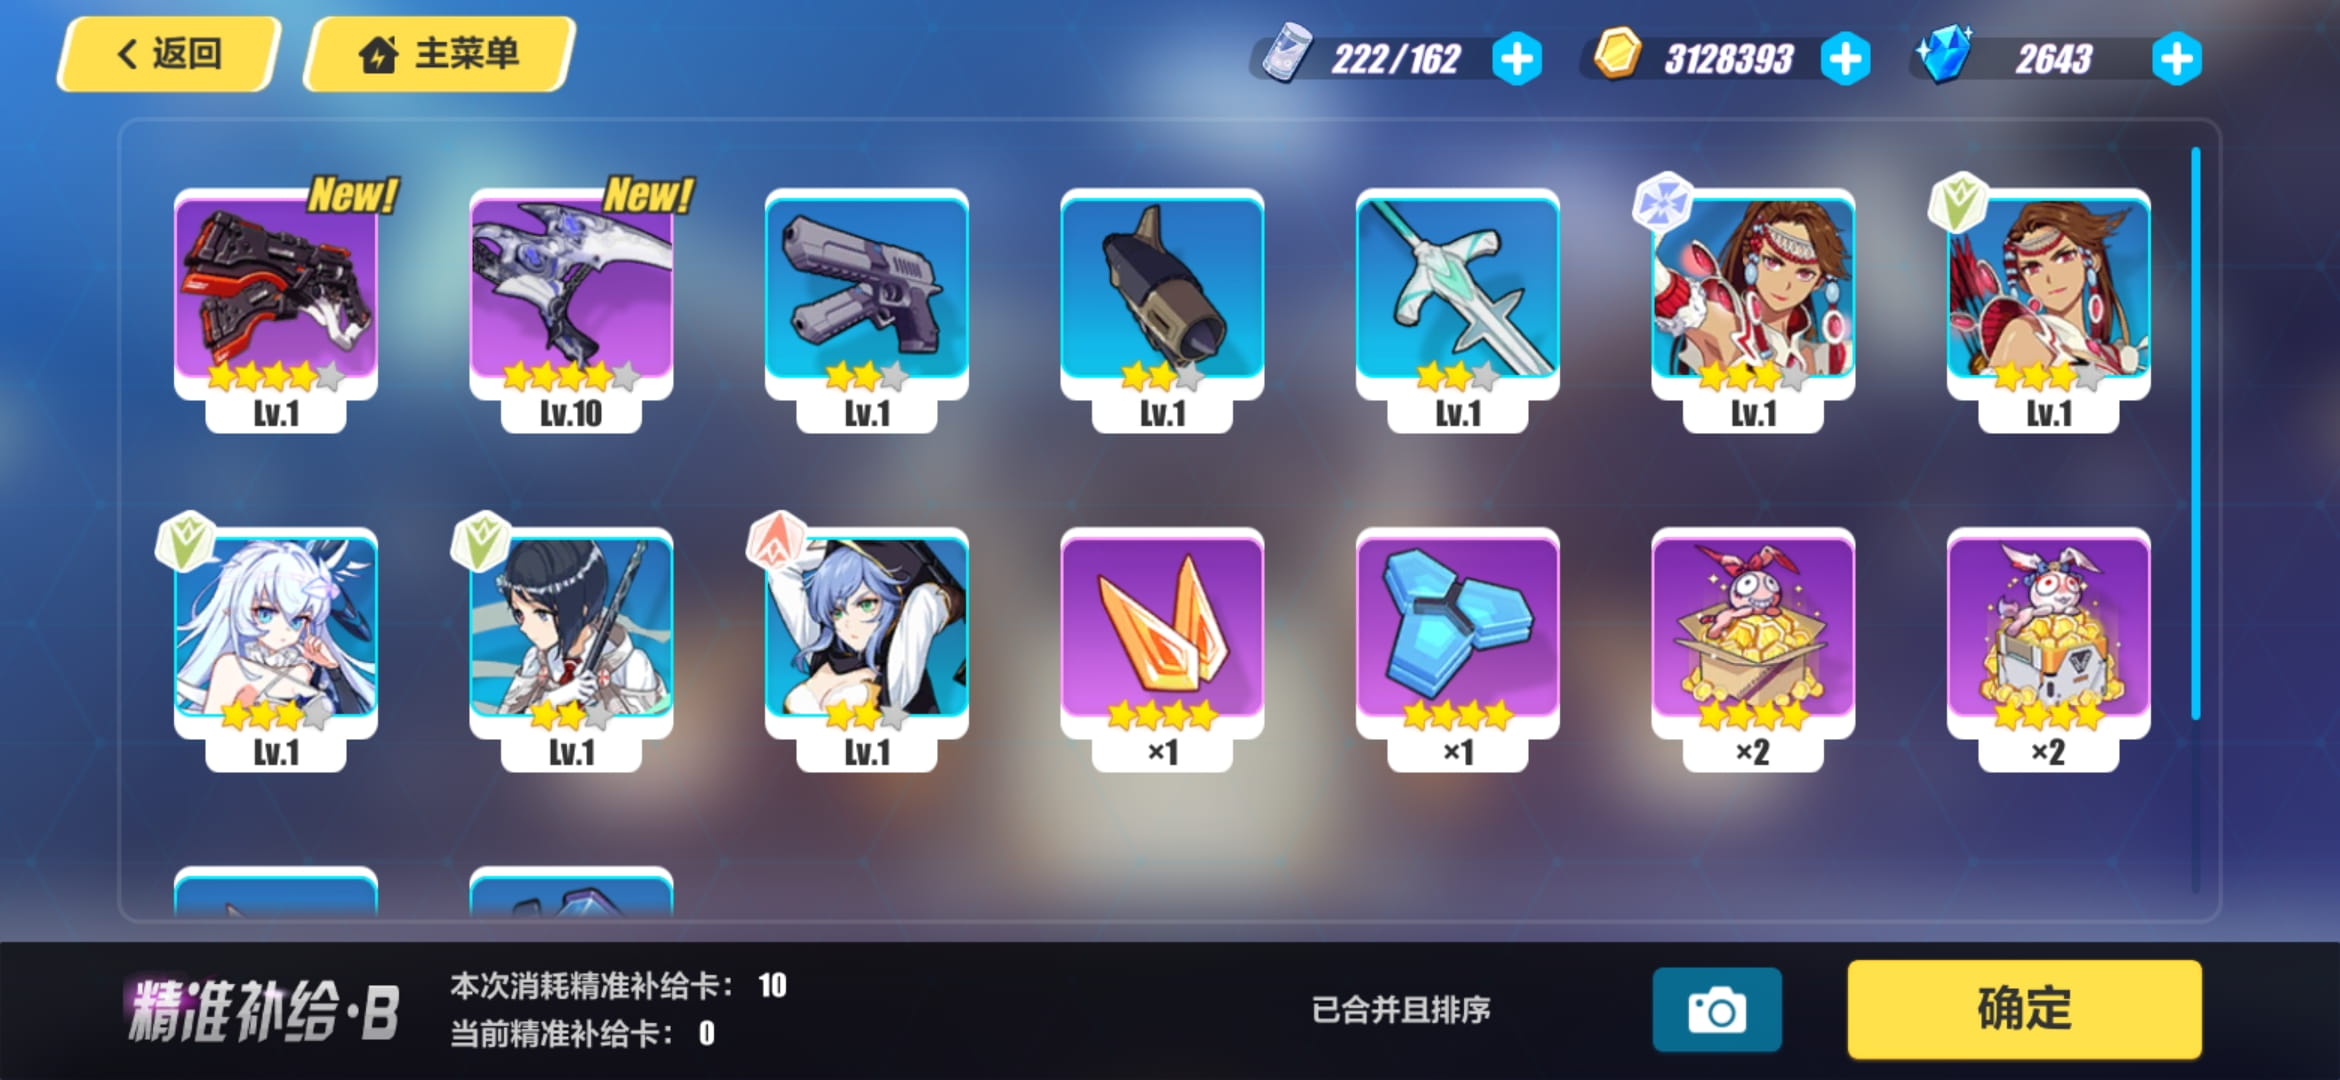 返回
主菜单
222/162
3128393
2643
New!
New!
Lv.1
Lv.10
Lv.1
Lv.1
Lv.1
Lv.1
Lv.1
Lv.1
Lv.1
Lv.1
×1
×1
×2
×2
精准补给·B
本次消耗精准补给卡： 10
当前精准补给卡： 0
已合并且排序
确定